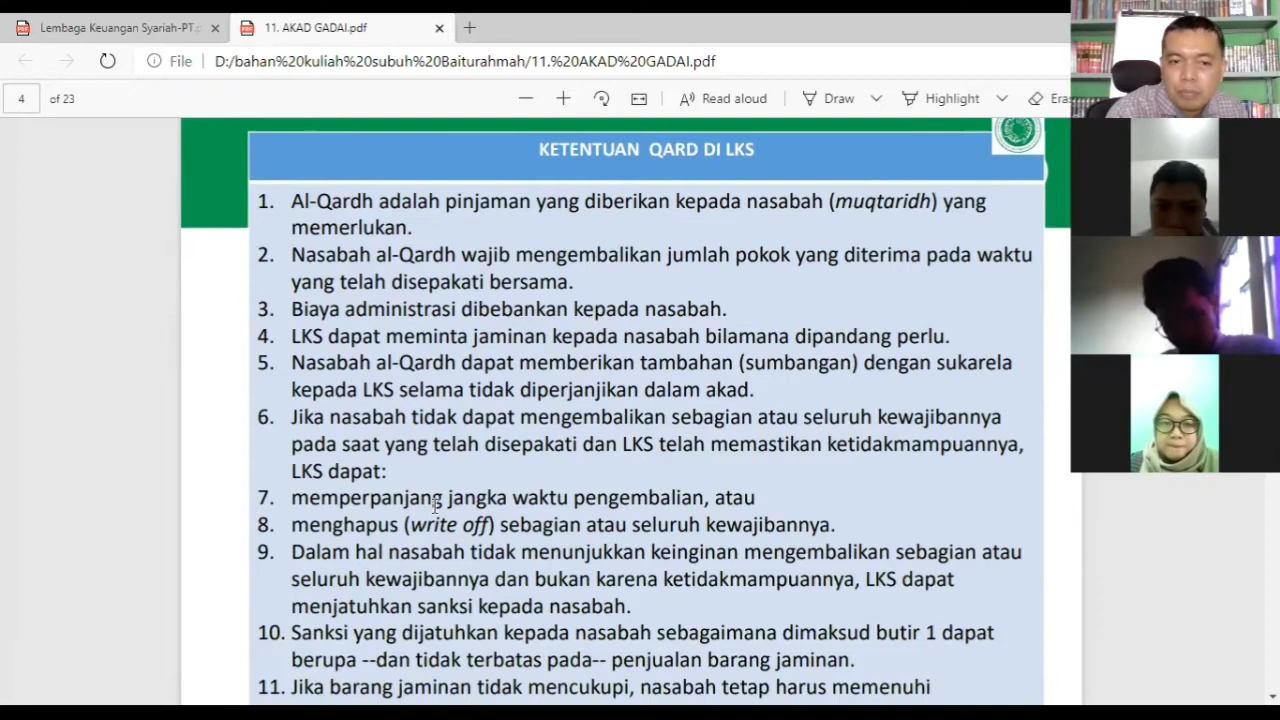 Lembaga Keuangan Syariah-PT.p
11. AKAD GADAI.pdf
File
D:/bahan%20kuliah%20subuh%20Baiturahmah/11.%20AKAD%20GADAI.pdf
4 of 23
Read aloud
Draw
Highlight
Eras
KETENTUAN QARD DI LKS
1. Al-Qardh adalah pinjaman yang diberikan kepada nasabah (muqtaridh) yang
memerlukan.
2. Nasabah al-Qardh wajib mengembalikan jumlah pokok yang diterima pada waktu
yang telah disepakati bersama.
3. Biaya administrasi dibebankan kepada nasabah.
4. LKS dapat meminta jaminan kepada nasabah bilamana dipandang perlu.
5. Nasabah al-Qardh dapat memberikan tambahan (sumbangan) dengan sukarela
kepada LKS selama tidak diperjanjikan dalam akad.
6. Jika nasabah tidak dapat mengembalikan sebagian atau seluruh kewajibannya
pada saat yang telah disepakati dan LKS telah memastikan ketidakmampuannya,
LKS dapat:
7. memperpanjang jangka waktu pengembalian, atau
8. menghapus (write off) sebagian atau seluruh kewajibannya.
9. Dalam hal nasabah tidak menunjukkan keinginan mengembalikan sebagian atau
seluruh kewajibannya dan bukan karena ketidakmampuannya, LKS dapat
menjatuhkan sanksi kepada nasabah.
10. Sanksi yang dijatuhkan kepada nasabah sebagaimana dimaksud butir 1 dapat
berupa --dan tidak terbatas pada-- penjualan barang jaminan.
11. Jika barang jaminan tidak mencukupi, nasabah tetap harus memenuhi